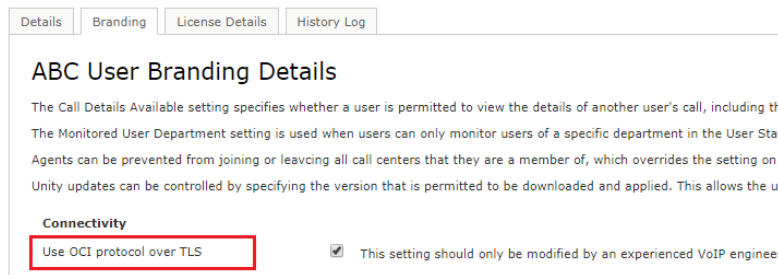 Details Branding License Details History Log
ABC User Branding Details
The Call Details Available setting specifies whether a user is permitted to view the details of another user's call, including
The Monitored User Department setting is used when users can only monitor users of a specific department in the User
Agents can be prevented from joining or leavcing all call centers that they are a member of, which overrides the setting on
Unity updates can be controlled by specifying the version that is permitted to be downloaded and applied. This allows the
Connectivity
Use OCI protocol over TLS This setting should only be modified by an experienced VoIP